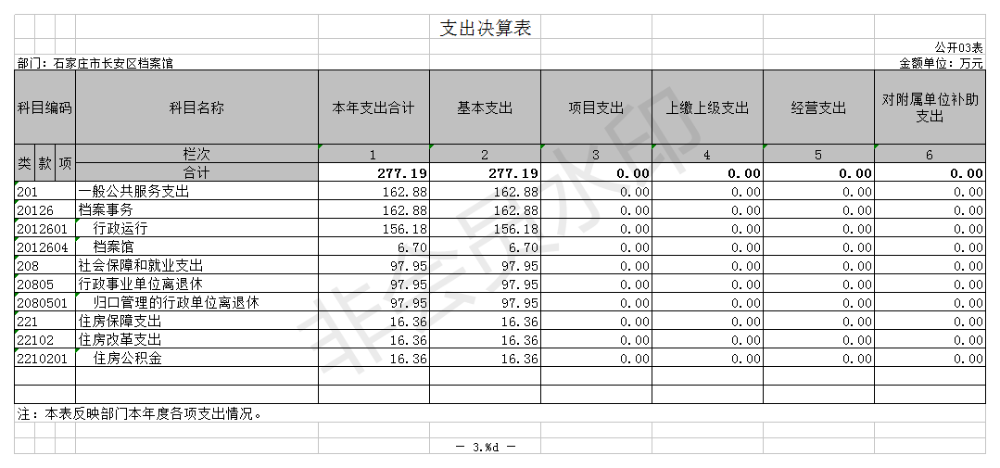 支出决算表
公开03表
部门：石家庄市长安区档案馆 金额单位：万元
科目编码 科目名称 本年支出合计 基本支出 项目支出 上缴上级支出 经营支出 对附属单位补助支出
类 款 项 栏次 1 2 3 4 5 6
合计 277.19 277.19 0.00 0.00 0.00 0.00
201 一般公共服务支出 162.88 162.88 0.00 0.00 0.00 0.00
20126 档案事务 162.88 162.88 0.00 0.00 0.00 0.00
2012601 行政运行 156.18 156.18 0.00 0.00 0.00 0.00
2012604 档案馆 6.70 6.70 0.00 0.00 0.00 0.00
208 社会保障和就业支出 97.95 97.95 0.00 0.00 0.00 0.00
20805 行政事业单位离退休 97.95 97.95 0.00 0.00 0.00 0.00
2080501 归口管理的行政单位离退休 97.95 97.95 0.00 0.00 0.00 0.00
221 住房保障支出 16.36 16.36 0.00 0.00 0.00 0.00
22102 住房改革支出 16.36 16.36 0.00 0.00 0.00 0.00
2210201 住房公积金 16.36 16.36 0.00 0.00 0.00 0.00
注：本表反映部门本年度各项支出情况。
— 3.%d —
非会员水印